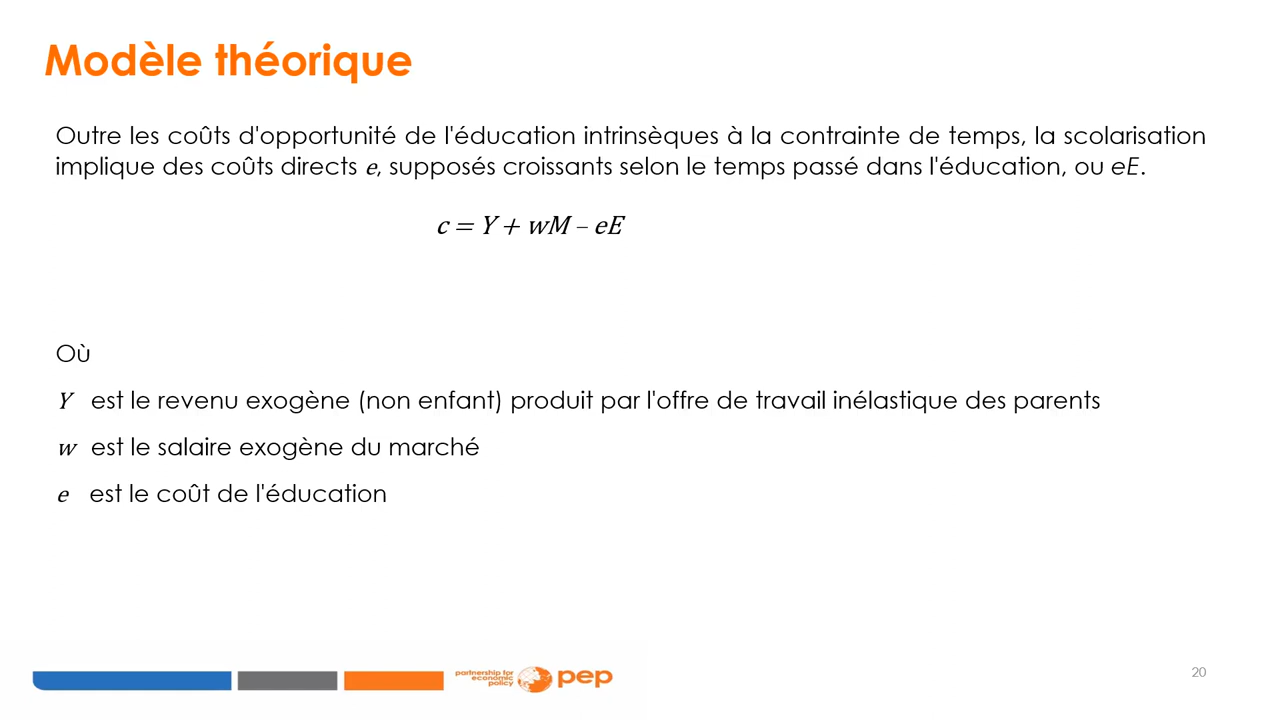 Modèle théorique
Outre les coûts d'opportunité de l'éducation intrinsèques à la contrainte de temps, la scolarisation
implique des coûts directs e, supposés croissants selon le temps passé dans l'éducation, ou eE.
c = Y + wM – eE
Où
Y est le revenu exogène (non enfant) produit par l'offre de travail inélastique des parents
w est le salaire exogène du marché
e est le coût de l'éducation
partnership for
economic
policy
pep
20